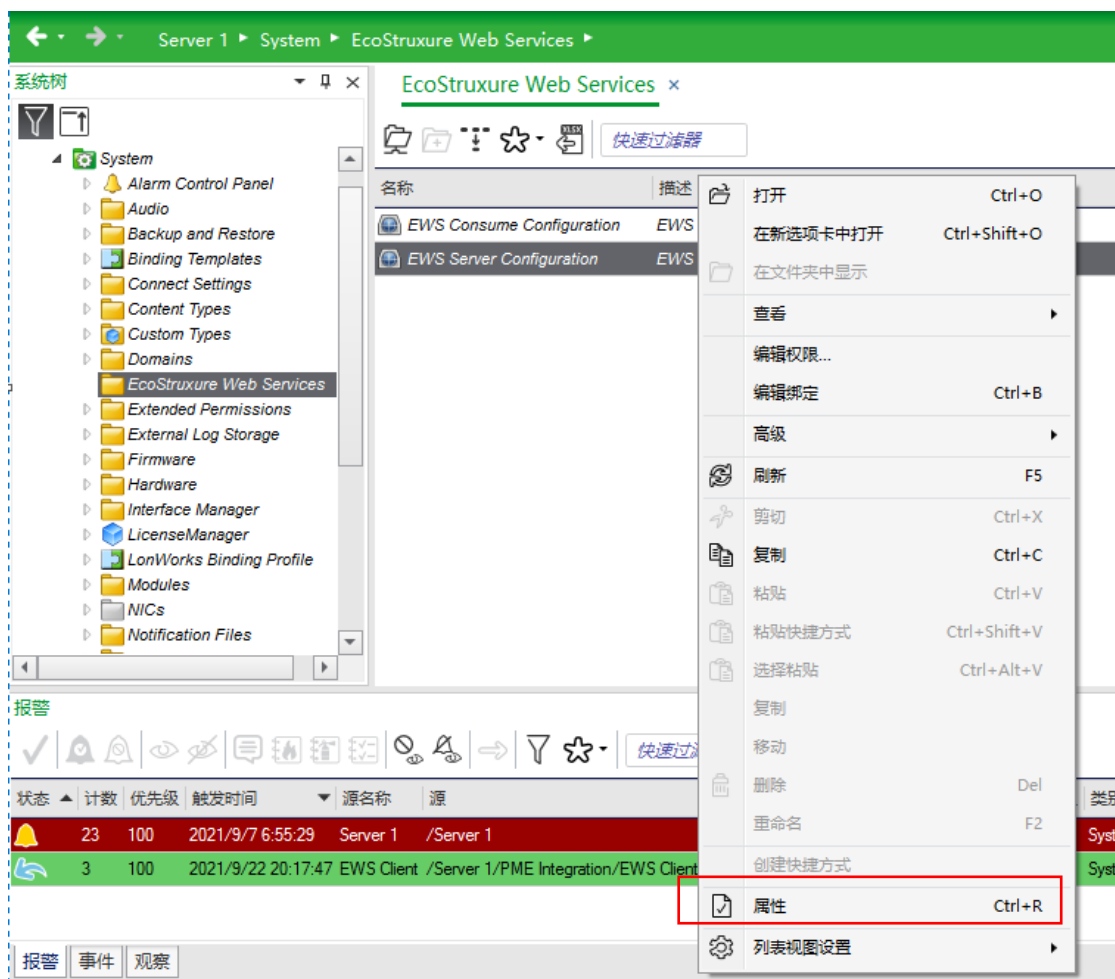 Server 1 ▶ System ▶ EcoStruxure Web Services ▶
系统树
EcoStruxure Web Services ×
XLSX
快速过滤器
System
Alarm Control Panel
Audio
Backup and Restore
Binding Templates
Connect Settings
Content Types
Custom Types
Domains
EcoStruxure Web Services
Extended Permissions
External Log Storage
Firmware
Hardware
Interface Manager
LicenseManager
LonWorks Binding Profile
Modules
NICs
Notification Files
名称 描述
EWS Consume Configuration EWS
EWS Server Configuration EWS
打开 Ctrl+O
在新选项卡中打开 Ctrl+Shift+O
在文件夹中显示
查看
编辑权限...
编辑绑定 Ctrl+B
高级
刷新 F5
剪切 Ctrl+X
复制 Ctrl+C
粘贴 Ctrl+V
粘贴快捷方式 Ctrl+Shift+V
选择粘贴 Ctrl+Alt+V
复制
移动
删除 Del
重命名 F2
创建快捷方式
属性 Ctrl+R
列表视图设置
报警
快速过
状态 计数 优先级 触发时间 源名称 源 类别
23 100 2021/9/7 6:55:29 Server 1 /Server 1 Syst
3 100 2021/9/22 20:17:47 EWS Client /Server 1/PME Integration/EWS Client Syst
报警 事件 观察